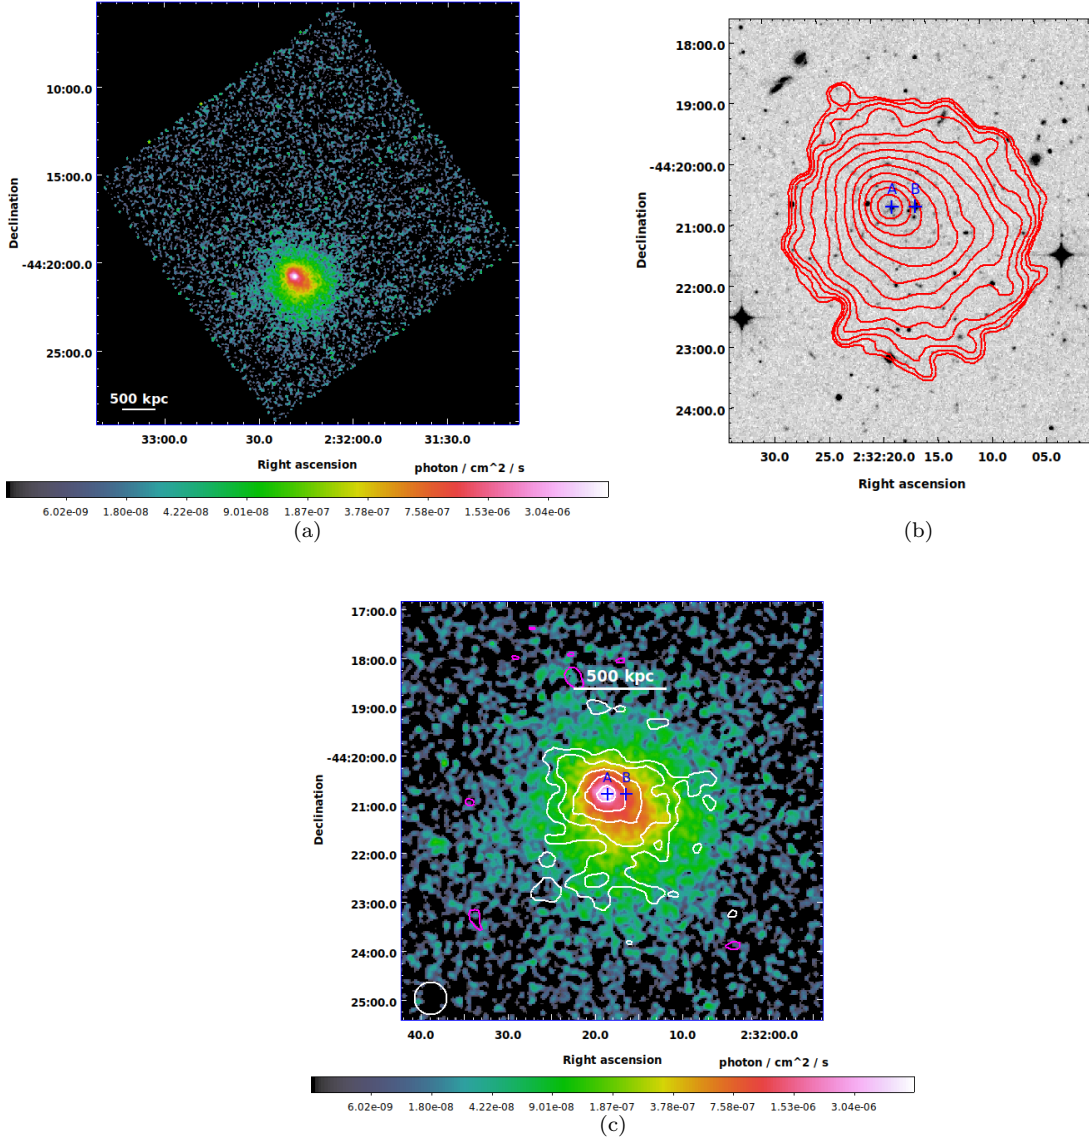 10:00.0
15:00.0
-44:20:00.0
25:00.0
Declination
500 kpc
33:00.0 30.0 2:32:00.0 31:30.0
Right ascension
photon / cm^2 / s
6.02e-09 1.80e-08 4.22e-08 9.01e-08 1.87e-07 3.78e-07 7.58e-07 1.53e-06 3.04e-06
(a)
18:00.0
19:00.0
-44:20:00.0
21:00.0
22:00.0
23:00.0
24:00.0
Declination
A B
30.0 25.0 2:32:20.0 15.0 10.0 05.0
Right ascension
(b)
17:00.0
18:00.0
19:00.0
-44:20:00.0
21:00.0
22:00.0
23:00.0
24:00.0
25:00.0
Declination
500 kpc
A B
40.0 30.0 20.0 10.0 2:32:00.0
Right ascension
photon / cm^2 / s
6.02e-09 1.80e-08 4.22e-08 9.01e-08 1.87e-07 3.78e-07 7.58e-07 1.53e-06 3.04e-06
(c)